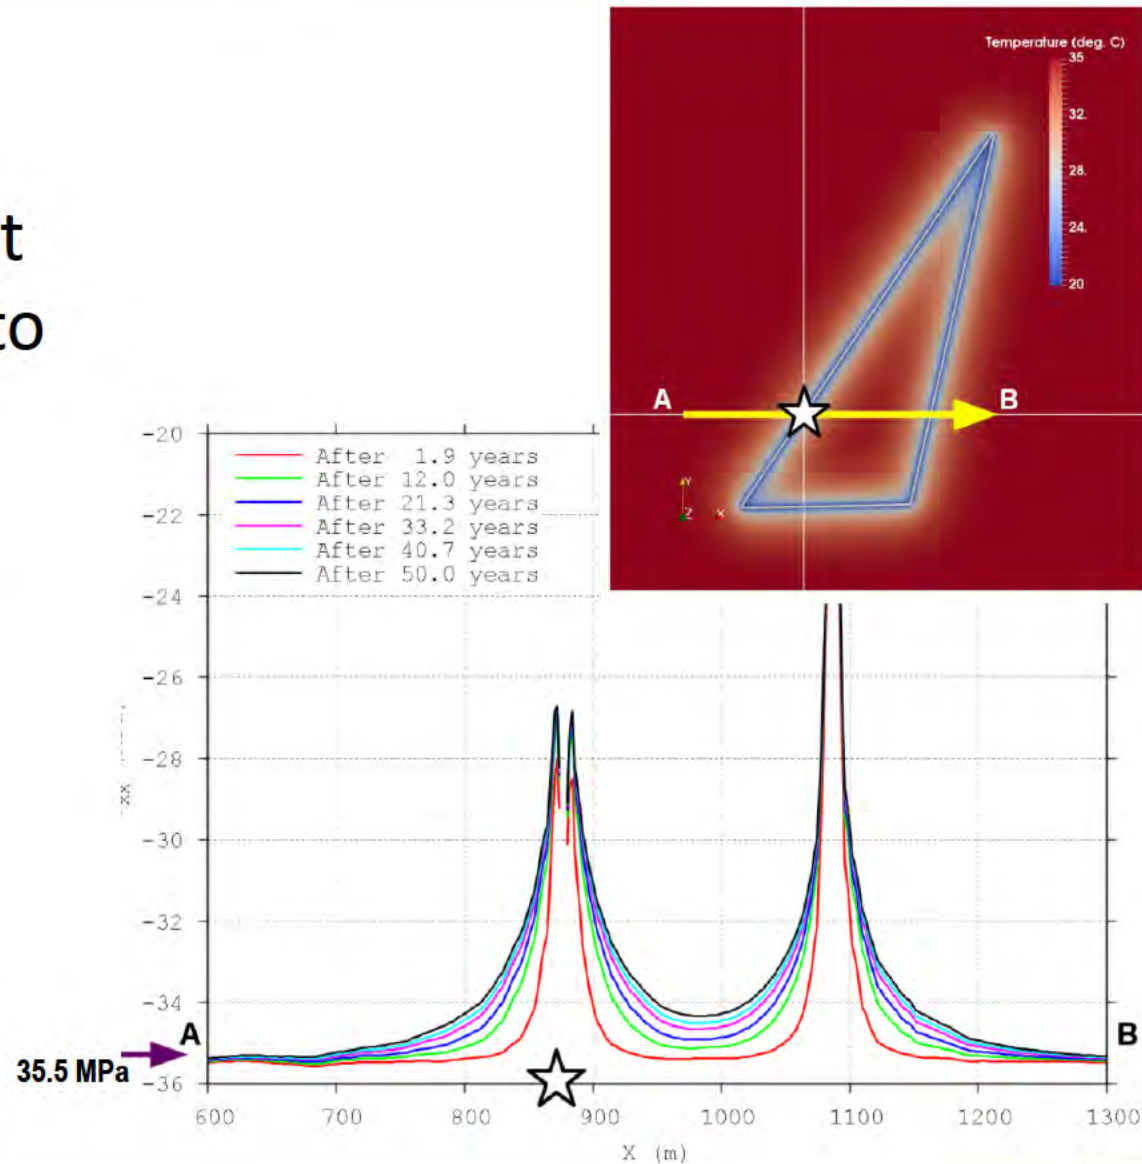 t
to
Temperature (deg. C)
35
32.
28.
24.
20
A
B
Y
Z
X
-20
-22
-24
-26
-28
-30
-32
-34
-36
After 1.9 years
After 12.0 years
After 21.3 years
After 33.2 years
After 40.7 years
After 50.0 years
xx
A
B
35.5 MPa
600
700
800
900
1000
1100
1200
1300
X (m)